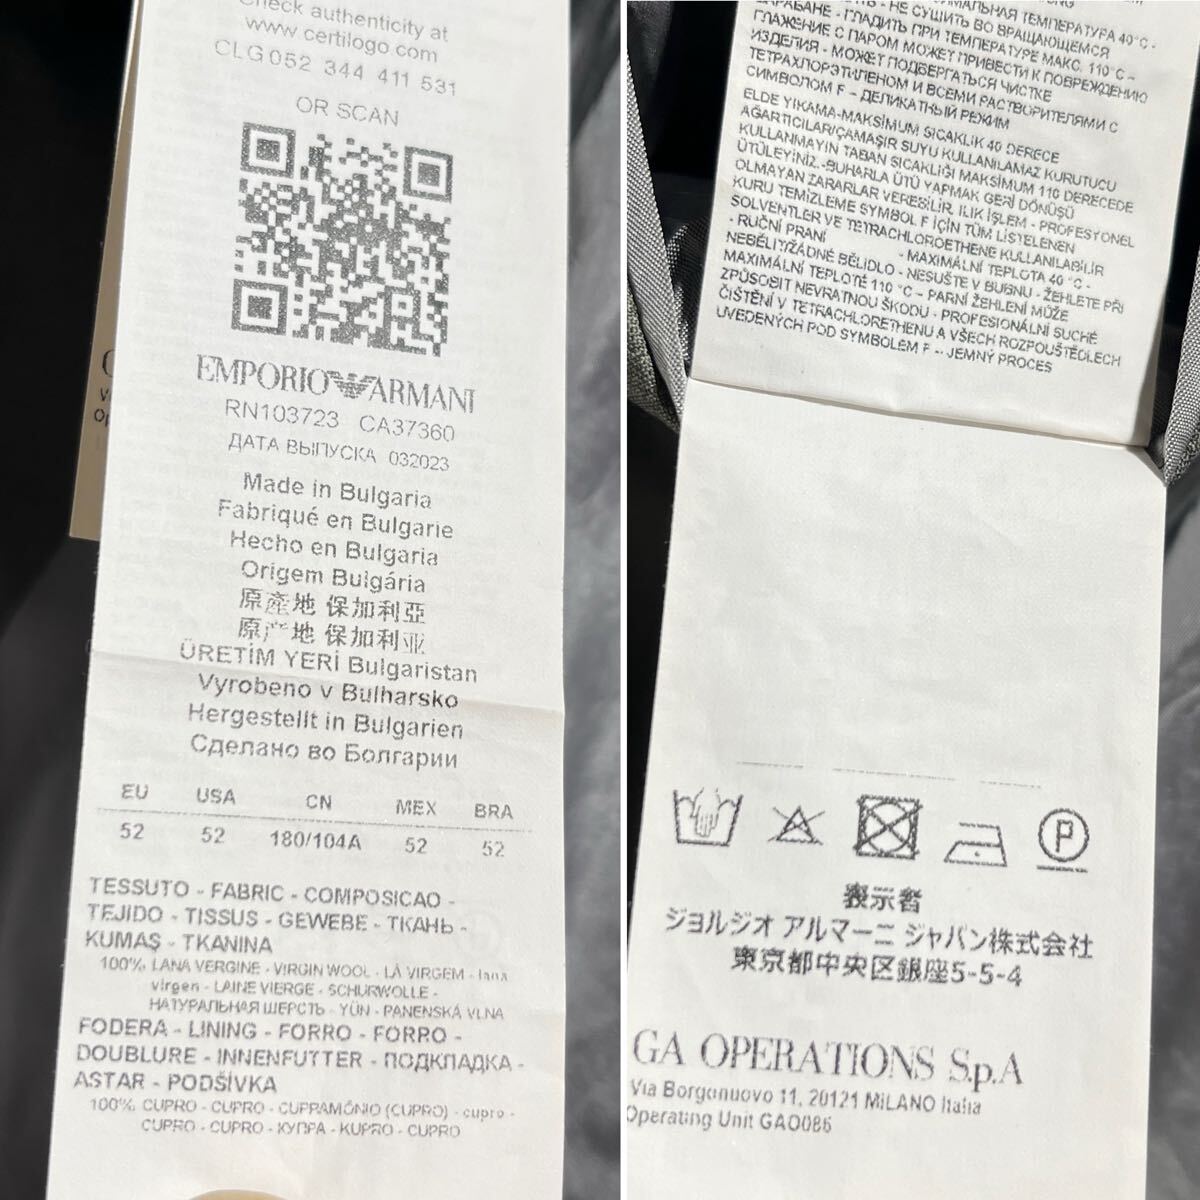 Check authenticity at
www.certilogo.com
CLG 052 344 411 531
OR SCAN
EMPORIO ARMANI
RN103723 CA37360
ДАТА ВЫПУСКА 032023
Made in Bulgaria
Fabriqué en Bulgarie
Hecho en Bulgaria
Origem Bulgária
原產地 保加利亞
原产地 保加利亚
ÜRETİM YERİ Bulgaristan
Vyrobeno v Bulharsko
Hergestellt in Bulgarien
Сделано во Болгарии
EU USA CN MEX BRA
52 52 180/104A 52 52
TESSUTO - FABRIC - COMPOSICAO -
TEJIDO - TISSUS - GEWEBE - ТКАНЬ -
KUMAŞ - TKANINA
100% LANA VERGINE - VIRGIN WOOL - LÀ VIRGEM - lana
virgen - LAINE VIERGE - SCHURWOLLE -
НАТУРАЛЬНАЯ ШЕРСТЬ - YÜN - PANENSKÁ VLNA
FODERA - LINING - FORRO - FORRO -
DOUBLURE - INNENFUTTER - ПОДКЛАДКА -
ASTAR - PODŠÍVKA
100% CUPRO - CUPRO - CUPRAMÔNIO (CUPRO) - cupro -
CUPRO - CUPRO - КУПРА - KUPRO - CUPRO
ТЕМПЕРАТУРА 40°C -
- НЕ СУШИТЬ ВО ВРАЩАЮЩЕМСЯ
БАРАБАНЕ - ГЛАДИТЬ ПРИ ТЕМПЕРАТУРЕ МАКС. 110°C -
ГЛАЖЕНИЕ С ПАРОМ МОЖЕТ ПРИВЕСТИ К ПОВРЕЖДЕНИЮ
ИЗДЕЛИЯ - МОЖЕТ ПОДВЕРГАТЬСЯ ЧИСТКЕ
ТЕТРАХЛОРЭТИЛЕНОМ И ВСЕМИ РАСТВОРИТЕЛЯМИ С
СИМВОЛОМ F - ДЕЛИКАТНЫЙ РЕЖИМ
ELDE YIKAMA-MAKSİMUM SICAKLIK 40 DERECE
AĞARTICILAR/ÇAMAŞIR SUYU KULLANILAMAZ KURUTUCU
KULLANMAYIN TABAN SICAKLIĞI MAKSİMUM 110 DERECEDE
ÜTÜLEYİNİZ.-BUHARLA ÜTÜ YAPMAK GERİ DÖNÜŞÜ
OLMAYAN ZARARLAR VEREBİLİR. ILIK İŞLEM - PROFESYONEL
KURU TEMİZLEME SYMBOL F İÇİN TÜM LİSTELENEN
SOLVENTLER VE TETRACHLOROETHENE KULLANILABİLİR
- RUČNÍ PRANÍ - MAXIMÁLNÍ TEPLOTA 40 °C -
NEBĚLIT/ŽÁDNÉ BĚLIDLO - NESUŠTE V BUBNU - ŽEHLETE PŘI
MAXIMÁLNÍ TEPLOTĚ 110 °C – PARNÍ ŽEHLENÍ MŮŽE
ZPŮSOBIT NEVRATNOU ŠKODU - PROFESIONÁLNÍ SUCHÉ
ČIŠTĚNÍ V TETRACHLORETHENU A VŠECH ROZPOUŠTĚDLECH
UVEDENÝCH POD SYMBOLEM F – JEMNÝ PROCES
P
表示者
ジョルジオ アルマーニ ジャパン株式会社
東京都中央区銀座5-5-4
GA OPERATIONS S.p.A
Via Borgonuovo 11, 20121 MILANO Italia
Operating Unit GAO086